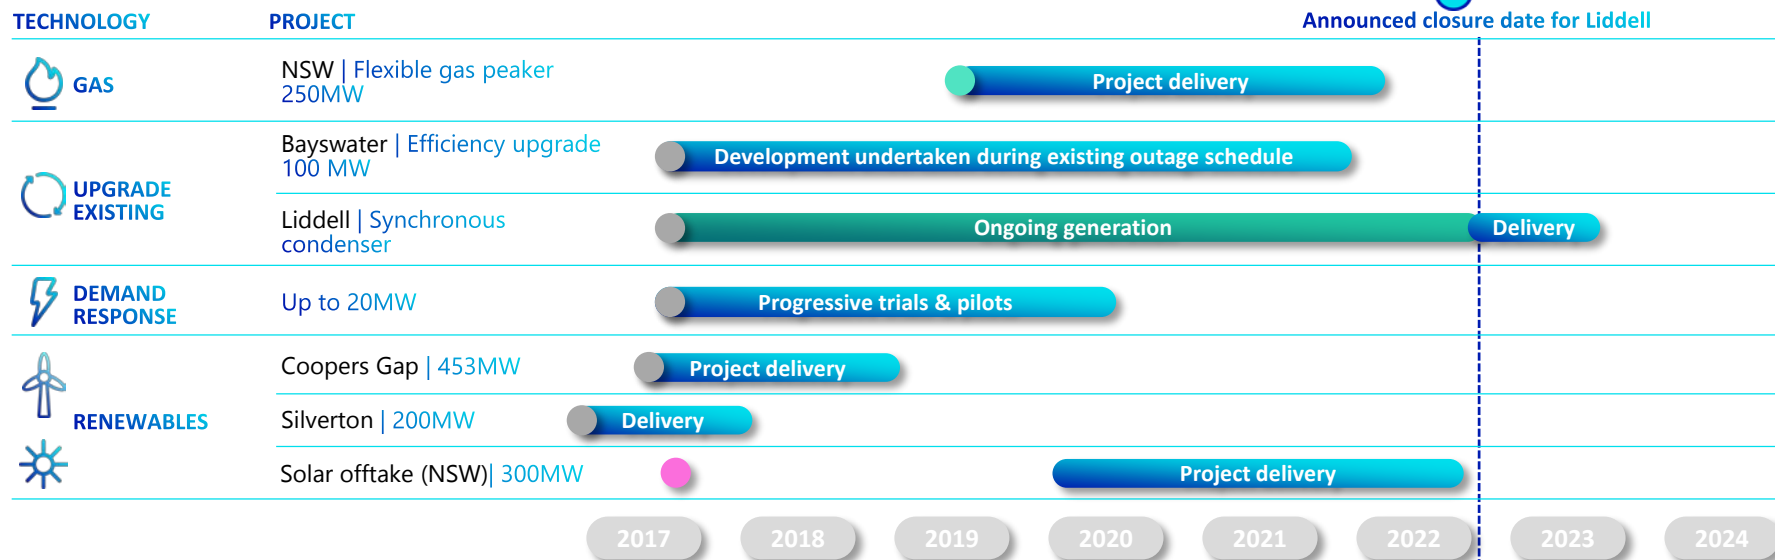 TECHNOLOGY PROJECT Announced closure date for Liddell
GAS
NSW | Flexible gas peaker
250MW
Project delivery
UPGRADE
EXISTING
Bayswater | Efficiency upgrade
100 MW
Development undertaken during existing outage schedule
Liddell | Synchronous
condenser
Ongoing generation
Delivery
DEMAND
RESPONSE
Up to 20MW
Progressive trials & pilots
RENEWABLES
Coopers Gap | 453MW
Project delivery
Silverton | 200MW
Delivery
Solar offtake (NSW)| 300MW
Project delivery
2017 2018 2019 2020 2021 2022 2023 2024